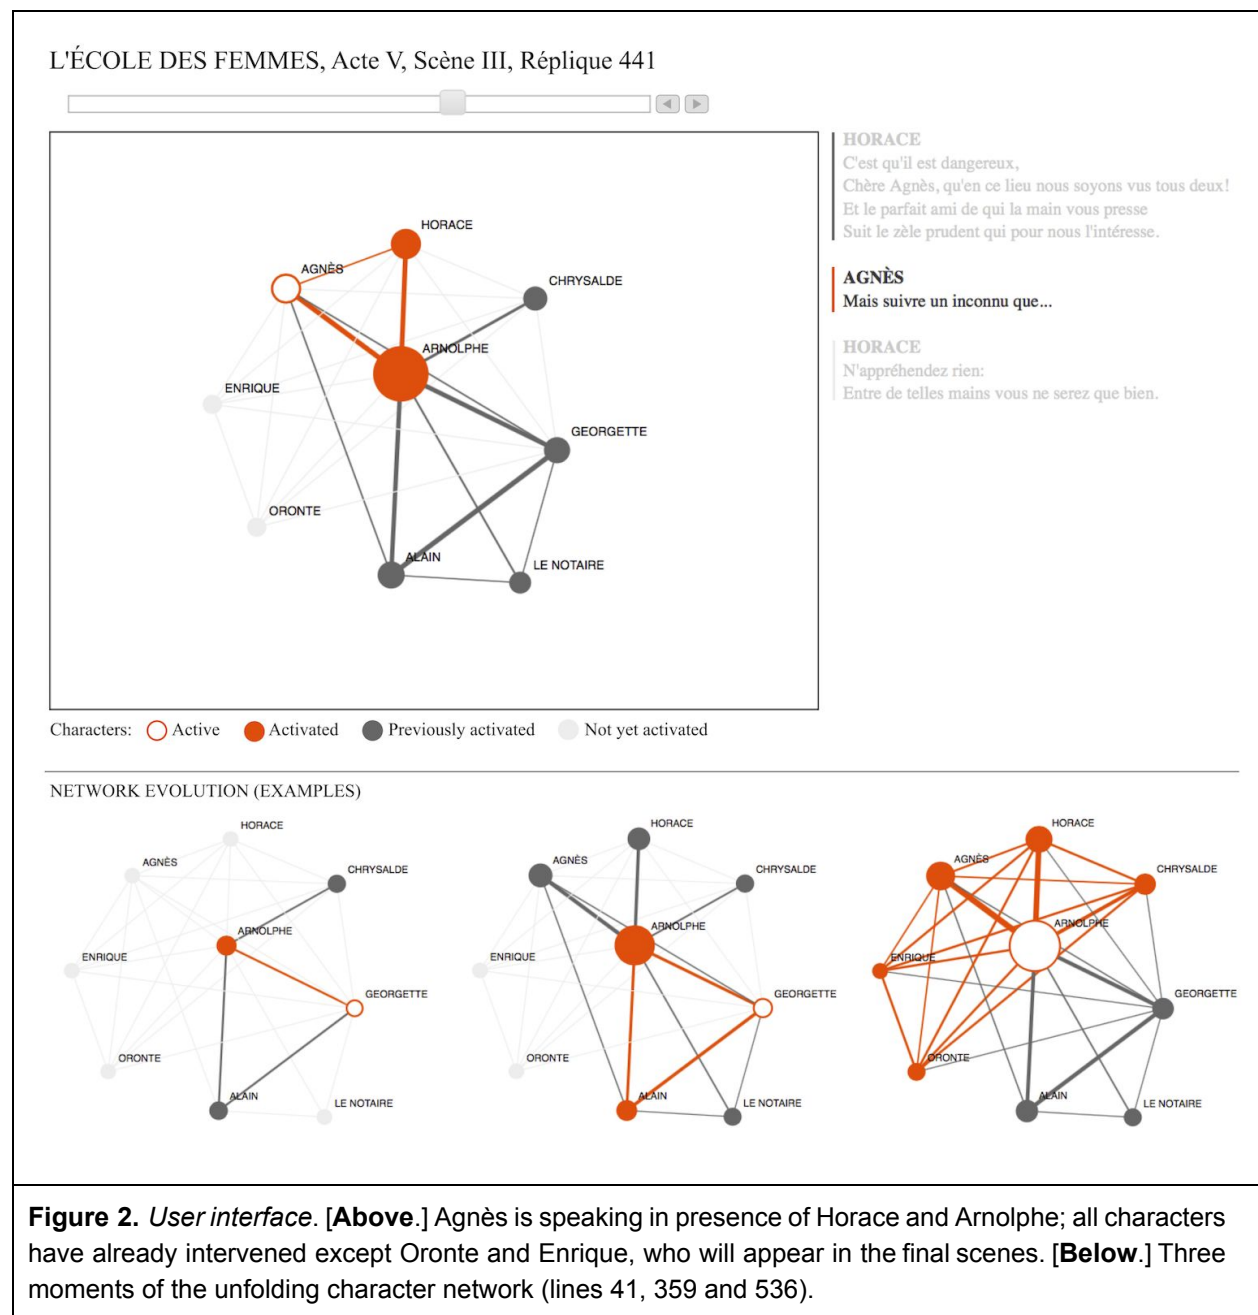 L'ÉCOLE DES FEMMES, Acte V, Scène III, Réplique 441
HORACE
C'est qu'il est dangereux,
Chère Agnès, qu'en ce lieu nous soyons vus tous deux!
Et le parfait ami de qui la main vous presse
Suit le zèle prudent qui pour nous l'intéresse.
AGNÈS
Mais suivre un inconnu que...
HORACE
N'appréhendez rien:
Entre de telles mains vous ne serez que bien.
HORACE
AGNÈS
CHRYSALDE
ARNOLPHE
ENRIQUE
GEORGETTE
ORONTE
ALAIN
LE NOTAIRE
Characters: Active Activated Previously activated Not yet activated
NETWORK EVOLUTION (EXAMPLES)
HORACE
AGNÈS
CHRYSALDE
ARNOLPHE
ENRIQUE
GEORGETTE
ORONTE
ALAIN
LE NOTAIRE
HORACE
AGNÈS
CHRYSALDE
ARNOLPHE
ENRIQUE
GEORGETTE
ORONTE
ALAIN
LE NOTAIRE
HORACE
AGNÈS
CHRYSALDE
ARNOLPHE
ENRIQUE
GEORGETTE
ORONTE
ALAIN
LE NOTAIRE
Figure 2. User interface. [Above.] Agnès is speaking in presence of Horace and Arnolphe; all characters
have already intervened except Oronte and Enrique, who will appear in the final scenes. [Below.] Three
moments of the unfolding character network (lines 41, 359 and 536).